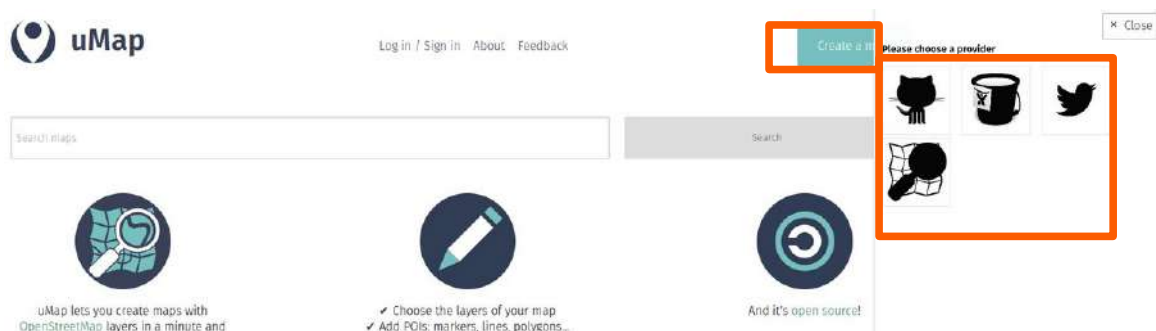 uMap
Log in / Sign in About Feedback
Create a m
× Close
Please choose a provider
Search maps
Search
uMap lets you create maps with
OpenStreetMap layers in a minute and
✔ Choose the layers of your map
✔ Add POIs: markers, lines, polygons...
And it's open source!